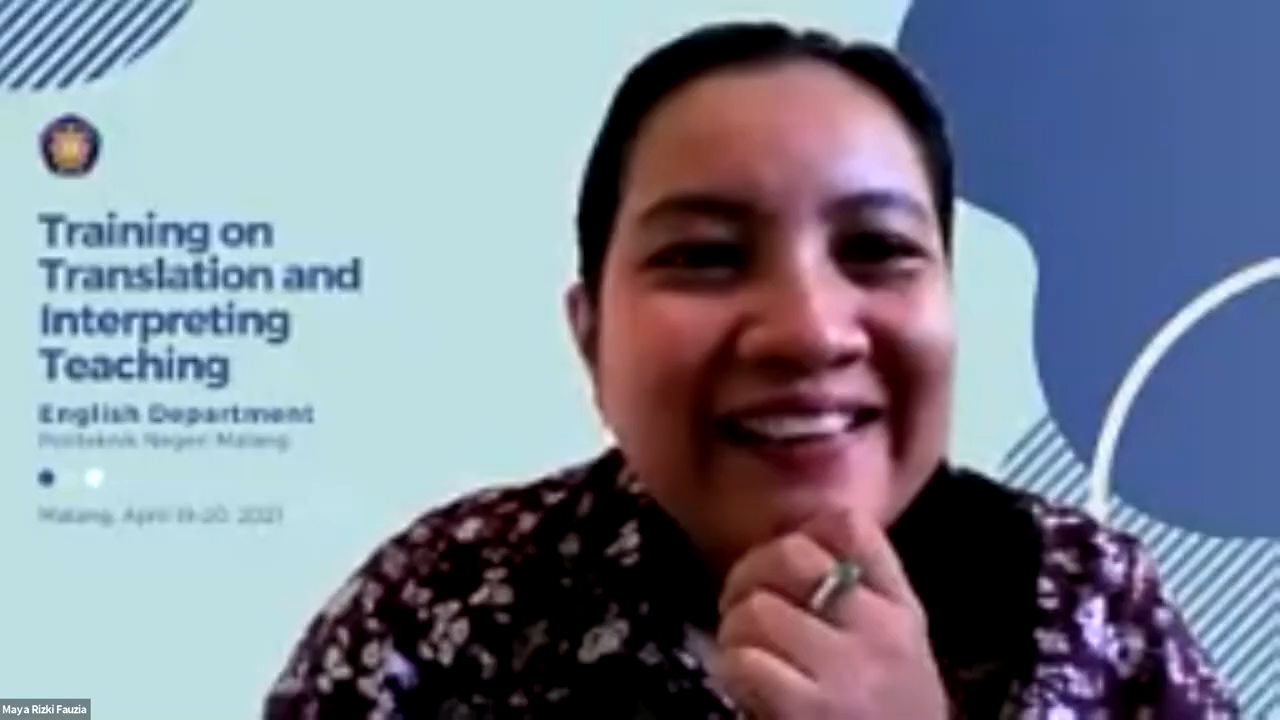 Training on
Translation and
Interpreting
Teaching
English Department
Politeknik Negeri Malang
Malang, April 19-20, 2021
Maya Rizki Fauzia